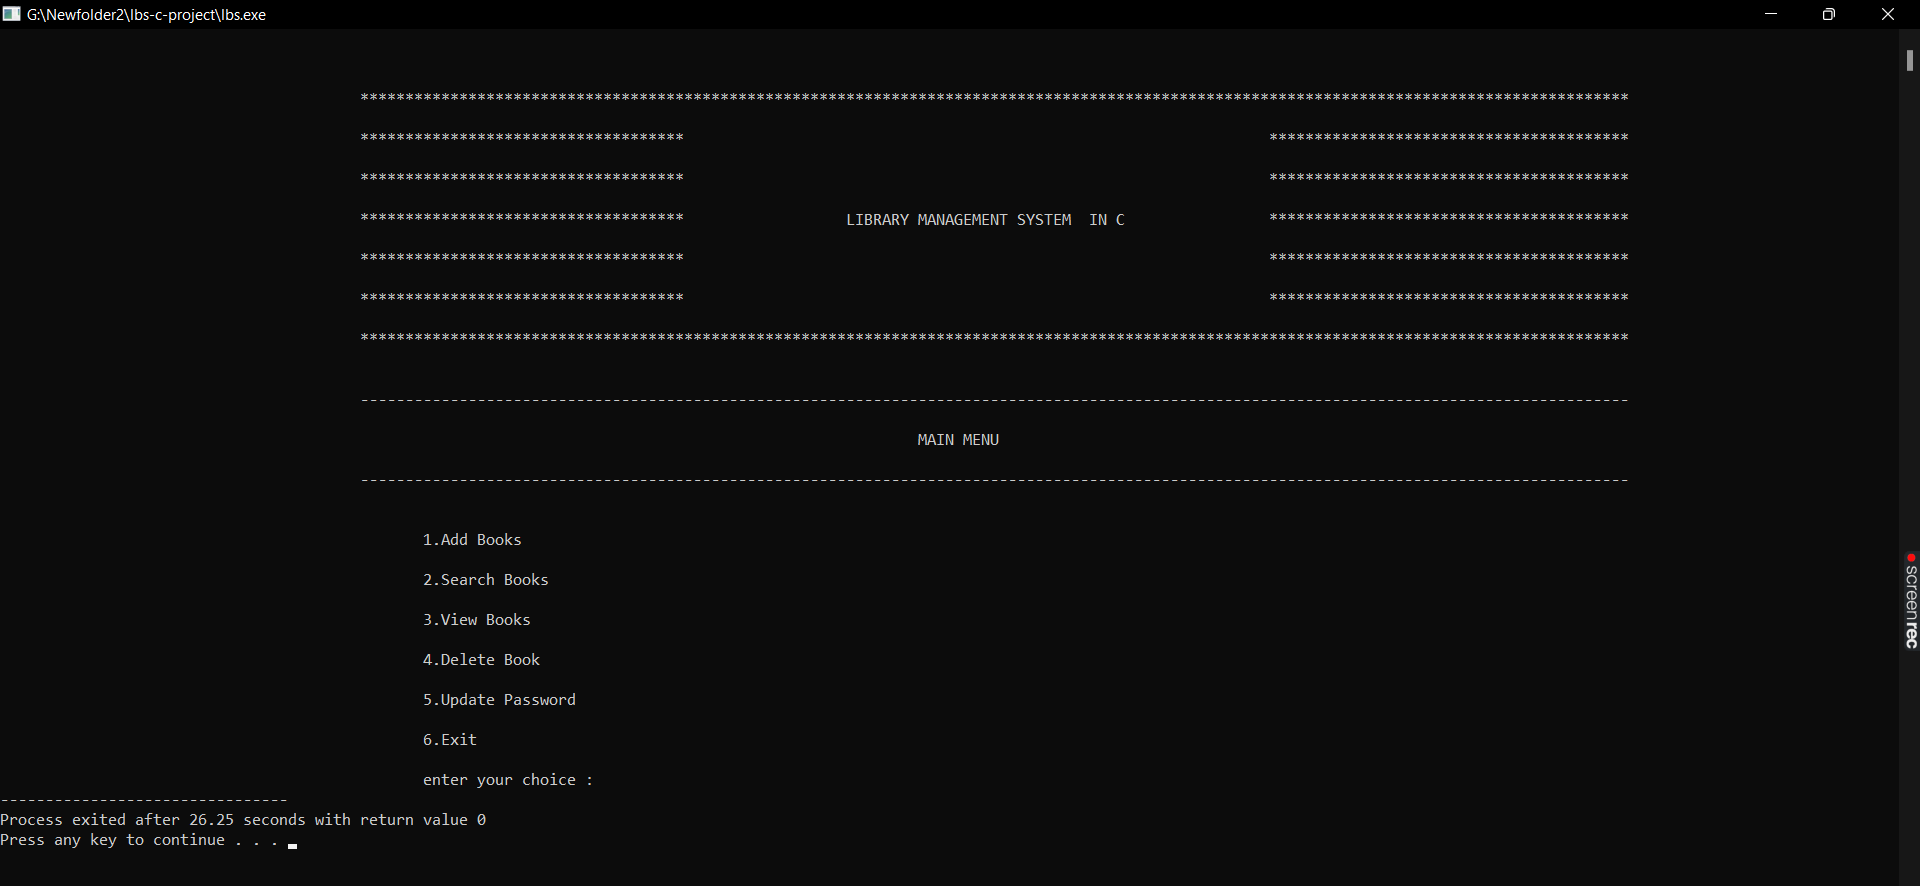 G:\Newfolder2\lbs-c-project\lbs.exe
*********************************************************************************************************************************************
************************************ ****************************************
************************************ ****************************************
************************************ LIBRARY MANAGEMENT SYSTEM  IN C ****************************************
************************************ ****************************************
************************************ ****************************************
*********************************************************************************************************************************************
---------------------------------------------------------------------------------------------------------------------------------------------
MAIN MENU
---------------------------------------------------------------------------------------------------------------------------------------------
1.Add Books
2.Search Books
3.View Books
4.Delete Book
5.Update Password
6.Exit
enter your choice :
--------------------------------
Process exited after 26.25 seconds with return value 0
Press any key to continue . . .
screenrec